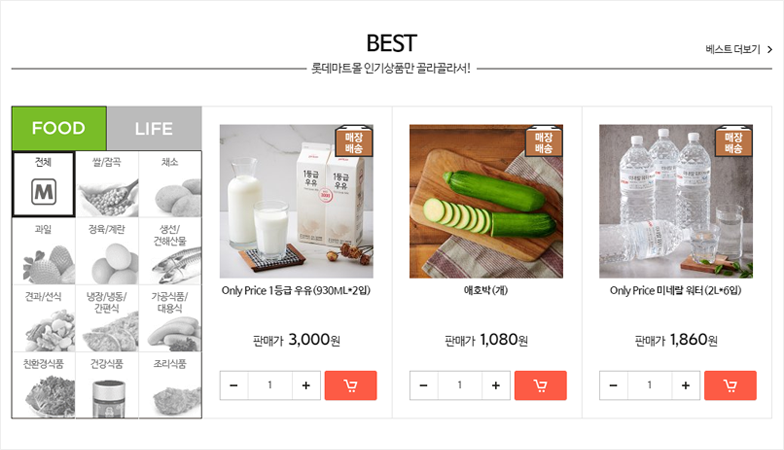 BEST
베스트 더보기 >
롯데마트몰 인기상품만 골라골라서!
FOOD
LIFE
전체
M
쌀/잡곡
채소
과일
정육/계란
생선/
건해산물
견과/선식
냉장/냉동/
간편식
가공식품/
대용식
친환경식품
건강식품
조리식품
매장
배송
1등급
우유
Only Price 1등급 우유(930ML*2입)
판매가 3,000원
- 1 +
매장
배송
애호박(개)
판매가 1,080원
- 1 +
매장
배송
Only Price 미네랄 워터(2L*6입)
판매가 1,860원
- 1 +